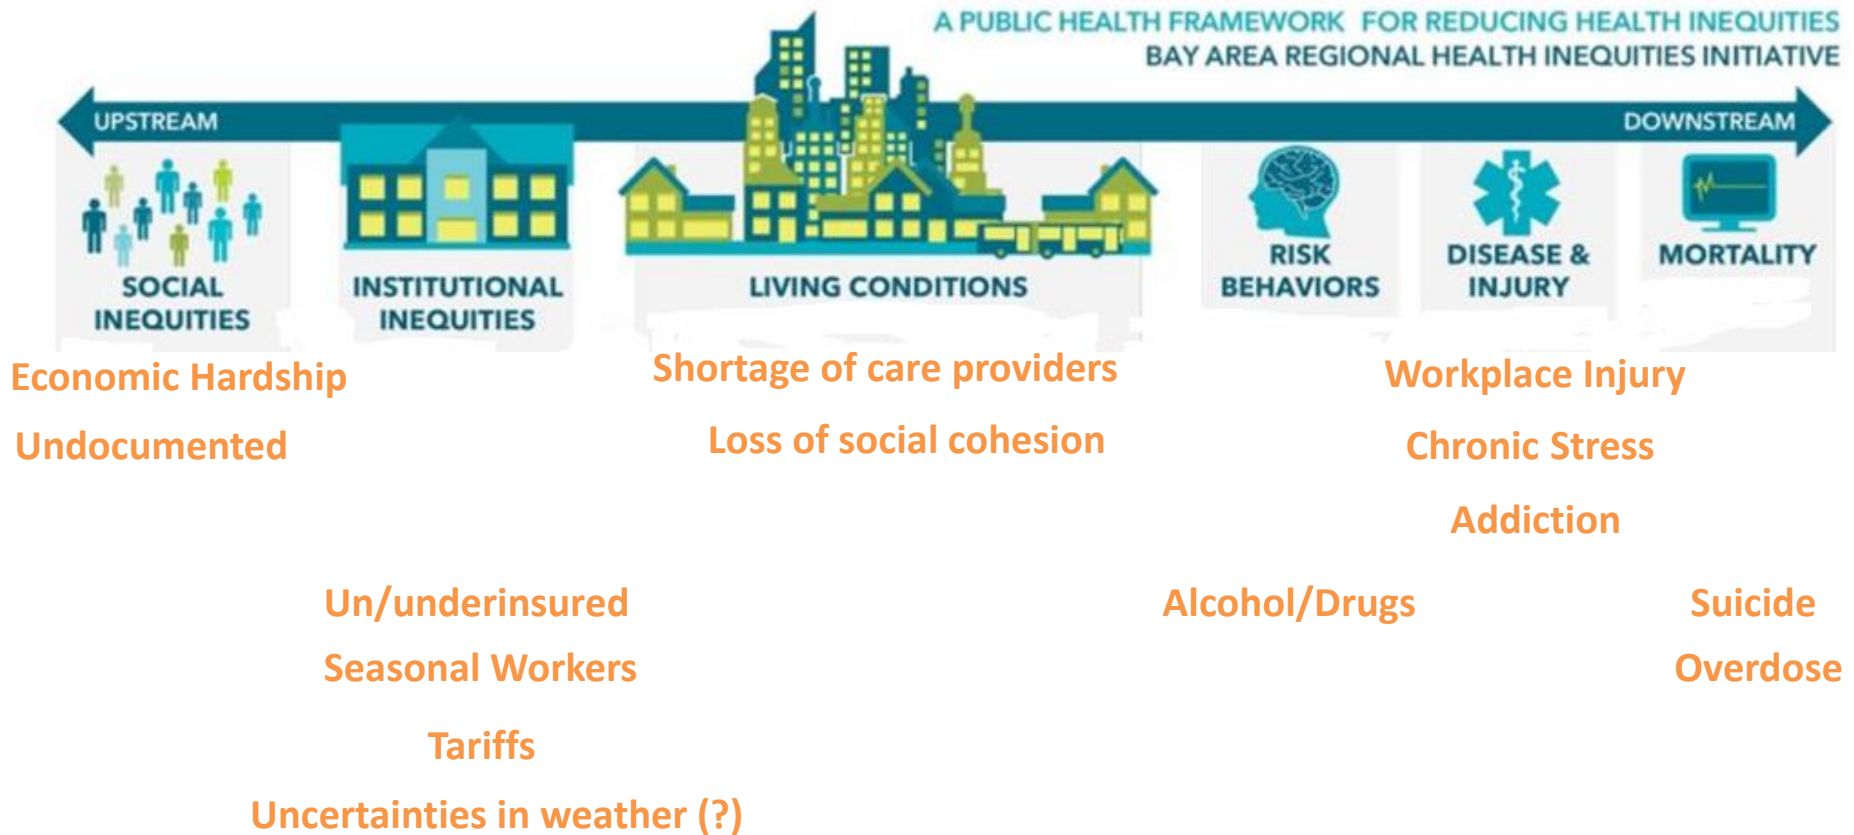 A PUBLIC HEALTH FRAMEWORK FOR REDUCING HEALTH INEQUITIES
BAY AREA REGIONAL HEALTH INEQUITIES INITIATIVE
UPSTREAM
DOWNSTREAM
SOCIAL
INEQUITIES
INSTITUTIONAL
INEQUITIES
LIVING CONDITIONS
RISK
BEHAVIORS
DISEASE &
INJURY
MORTALITY
Economic Hardship
Undocumented
Shortage of care providers
Loss of social cohesion
Workplace Injury
Chronic Stress
Addiction
Un/underinsured
Seasonal Workers
Tariffs
Uncertainties in weather (?)
Alcohol/Drugs
Suicide
Overdose